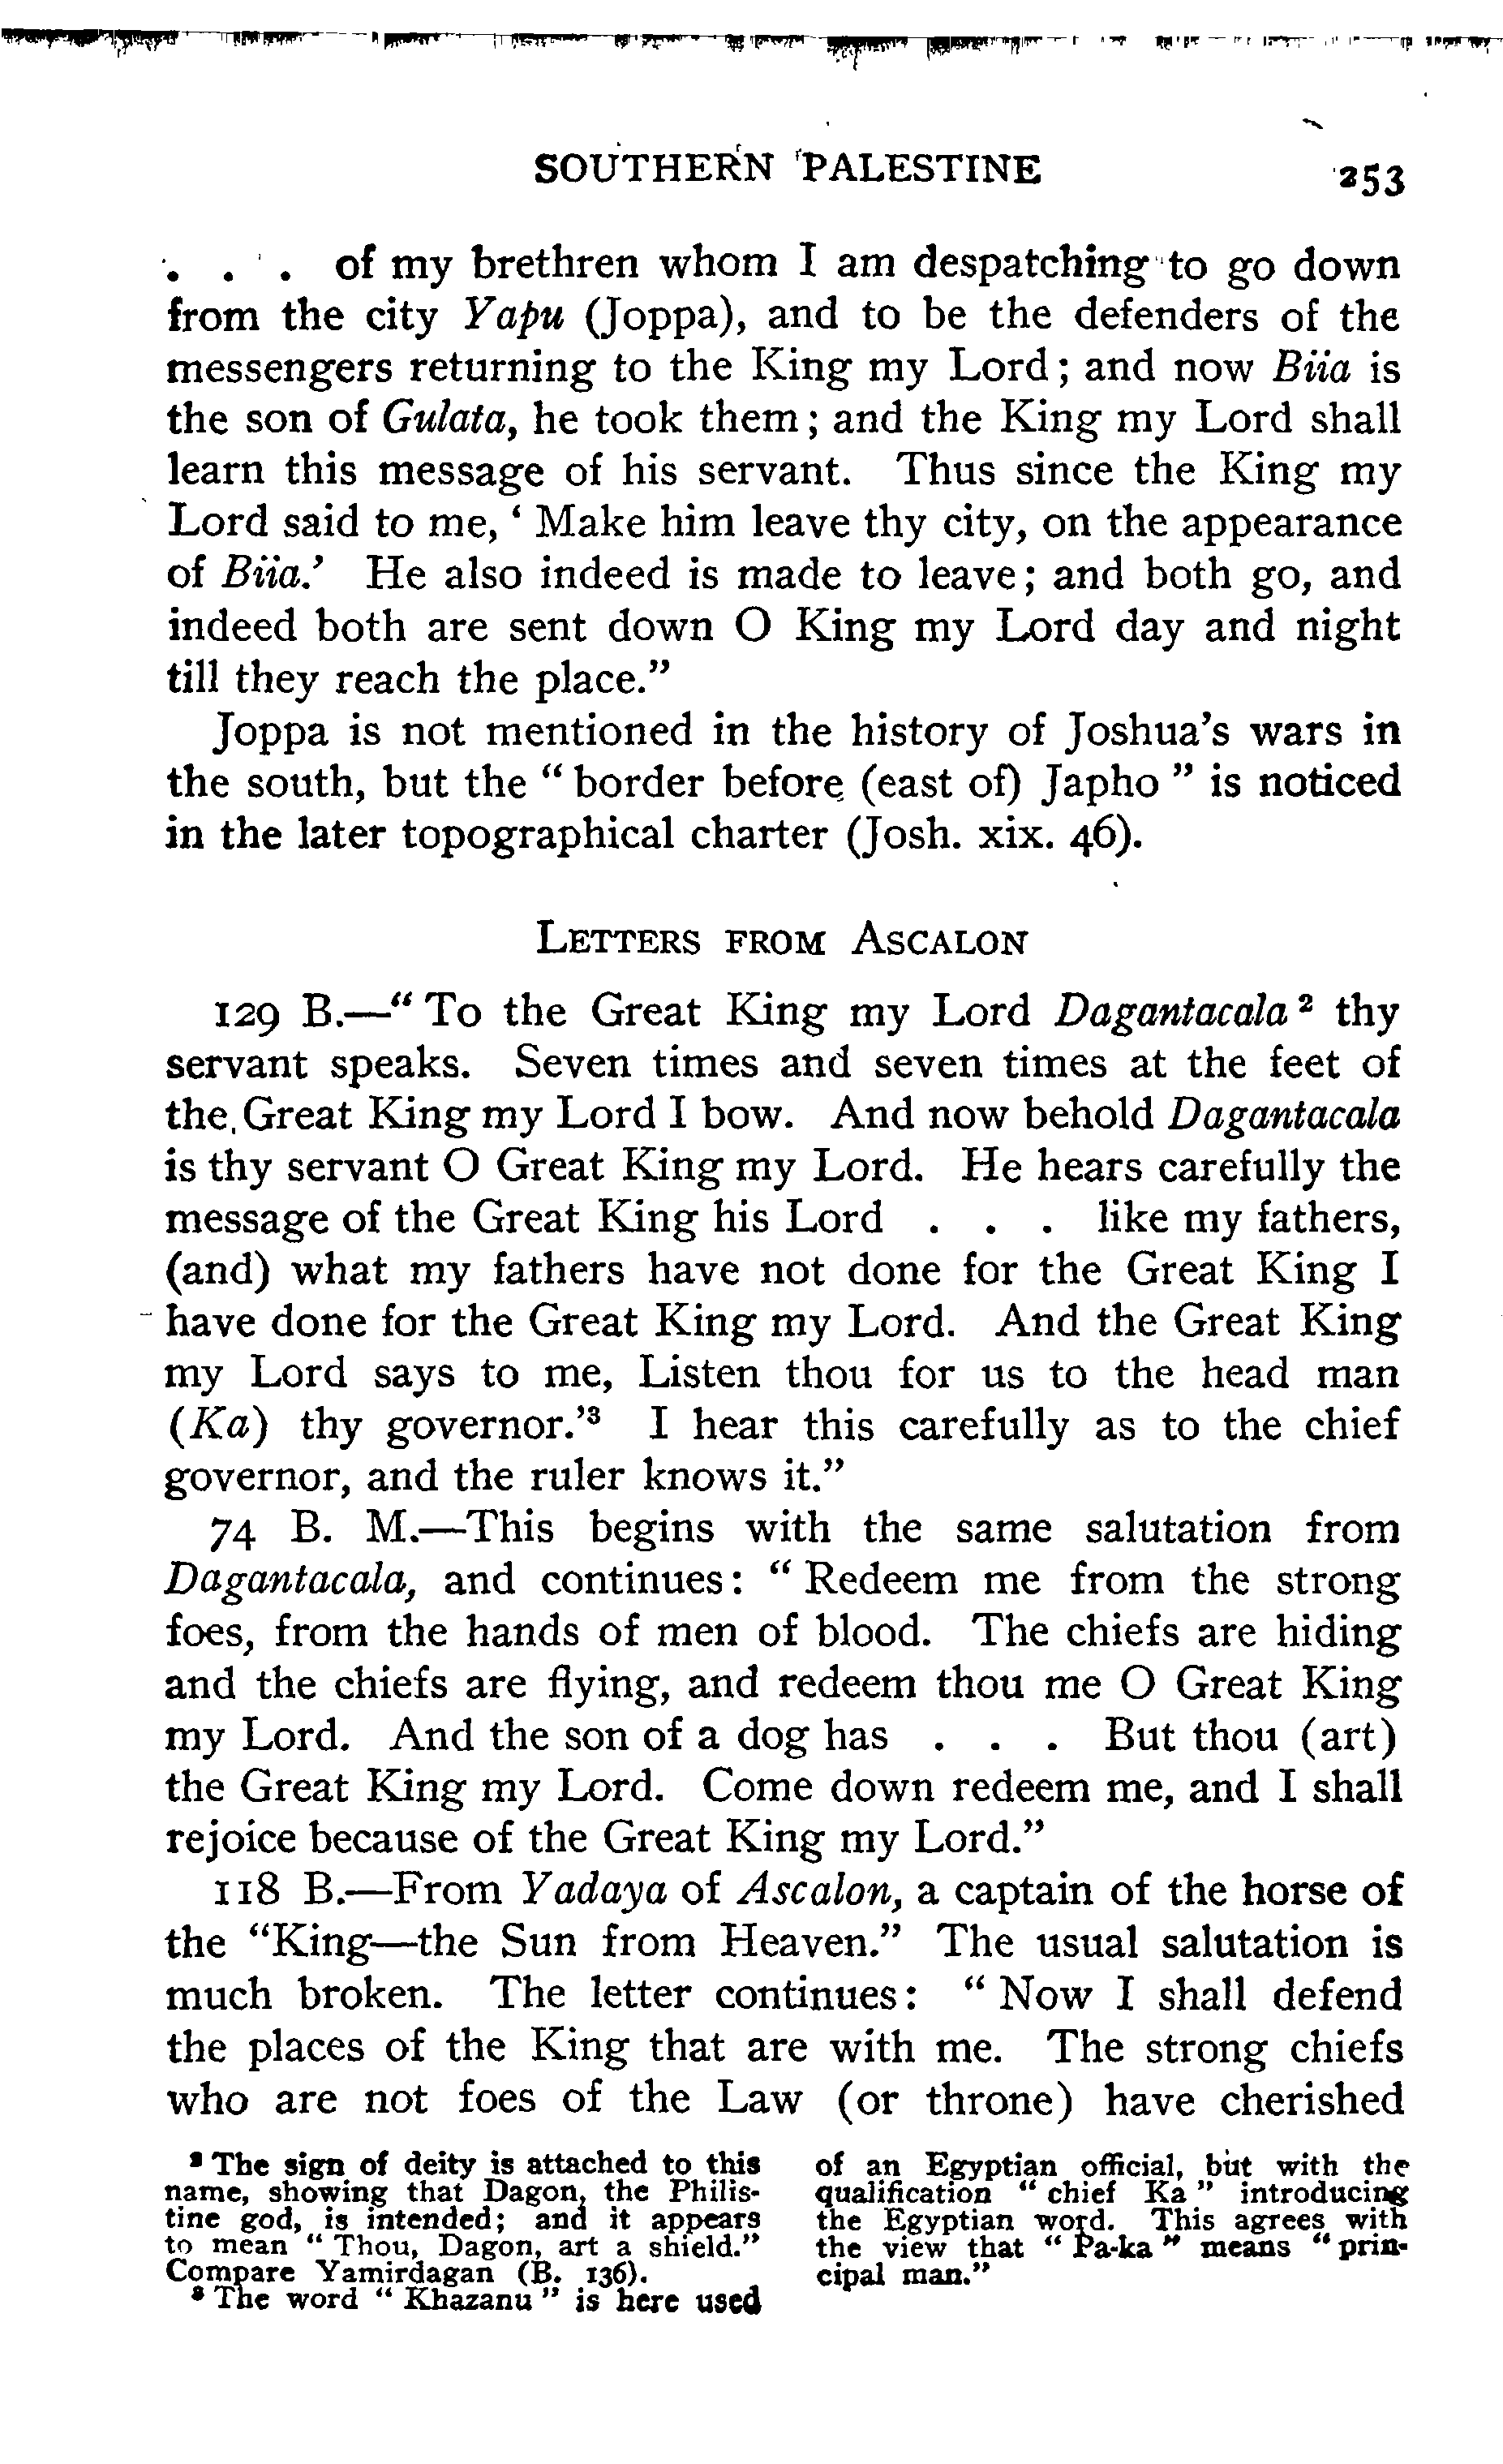 SOUTHERN PALESTINE 253
. . . of my brethren whom I am despatching to go down
from the city Yapu (Joppa), and to be the defenders of the
messengers returning to the King my Lord; and now Biia is
the son of Gulata, he took them; and the King my Lord shall
learn this message of his servant. Thus since the King my
Lord said to me, ‘ Make him leave thy city, on the appearance
of Biia.’ He also indeed is made to leave; and both go, and
indeed both are sent down O King my Lord day and night
till they reach the place.”
Joppa is not mentioned in the history of Joshua’s wars in
the south, but the “ border before (east of) Japho ” is noticed
in the later topographical charter (Josh. xix. 46).
LETTERS FROM ASCALON
129 B.—“ To the Great King my Lord Dagantacala² thy
servant speaks. Seven times and seven times at the feet of
the Great King my Lord I bow. And now behold Dagantacala
is thy servant O Great King my Lord. He hears carefully the
message of the Great King his Lord . . . like my fathers,
(and) what my fathers have not done for the Great King I
have done for the Great King my Lord. And the Great King
my Lord says to me, Listen thou for us to the head man
(Ka) thy governor.’³ I hear this carefully as to the chief
governor, and the ruler knows it.”
74 B. M.—This begins with the same salutation from
Dagantacala, and continues: “ Redeem me from the strong
foes, from the hands of men of blood. The chiefs are hiding
and the chiefs are flying, and redeem thou me O Great King
my Lord. And the son of a dog has . . . But thou (art)
the Great King my Lord. Come down redeem me, and I shall
rejoice because of the Great King my Lord.”
118 B.—From Yadaya of Ascalon, a captain of the horse of
the “King—the Sun from Heaven.” The usual salutation is
much broken. The letter continues: “ Now I shall defend
the places of the King that are with me. The strong chiefs
who are not foes of the Law (or throne) have cherished
² The sign of deity is attached to this
name, showing that Dagon, the Philis-
tine god, is intended; and it appears
to mean “ Thou, Dagon, art a shield.”
Compare Yamirdagan (B. 136).
³ The word “ Khazanu ” is here used
of an Egyptian official, but with the
qualification “ chief Ka ” introducing
the Egyptian word. This agrees with
the view that “ Pa-ka ” means “ prin-
cipal man.”